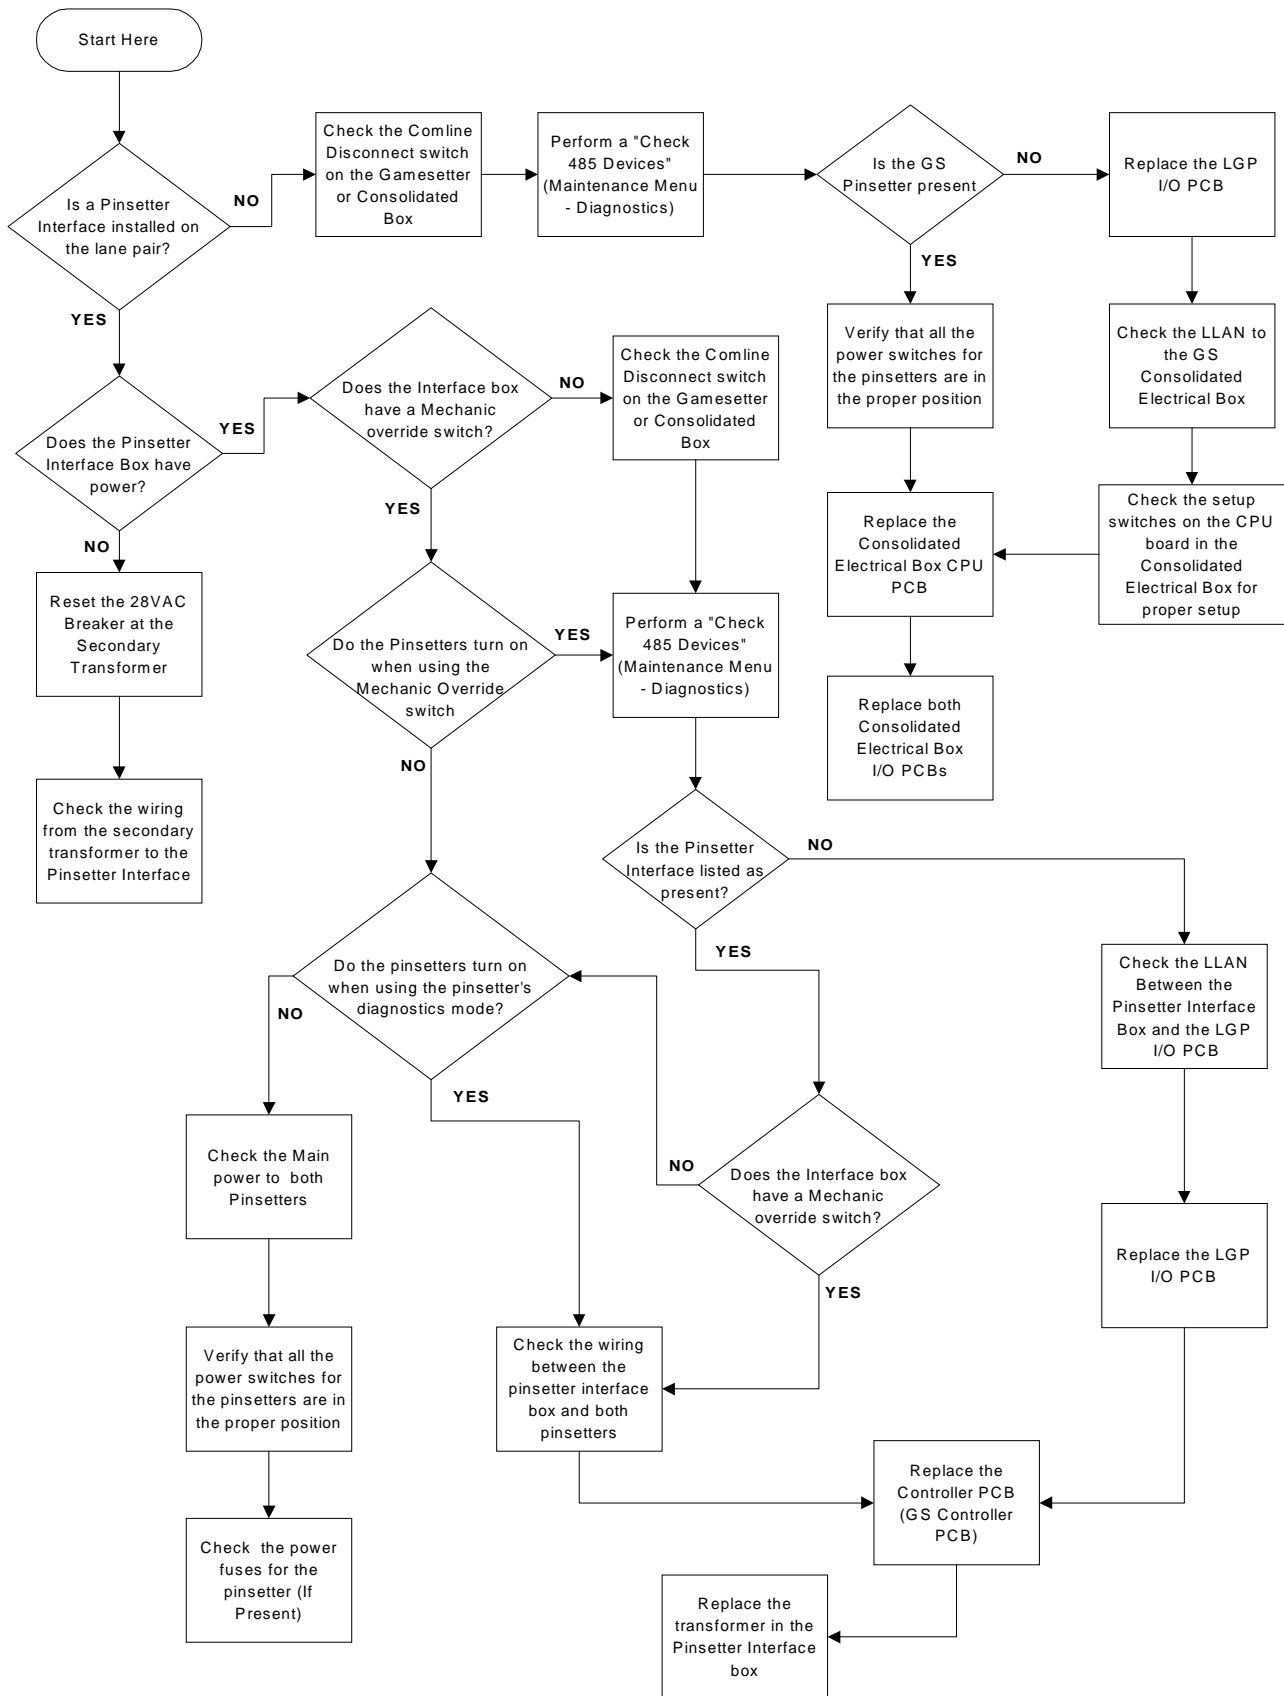 Start Here
Is a Pinsetter
Interface installed on
the lane pair?
NO
YES
Check the Comline
Disconnect switch
on the Gamesetter
or Consolidated
Box
Perform a "Check
485 Devices"
(Maintenance Menu
- Diagnostics)
Is the GS
Pinsetter present
NO
YES
Replace the LGP
I/O PCB
Verify that all the
power switches for
the pinsetters are in
the proper position
Check the LLAN to
the GS
Consolidated
Electrical Box
Replace the
Consolidated
Electrical Box CPU
PCB
Check the setup
switches on the CPU
board in the
Consolidated
Electrical Box for
proper setup
Replace both
Consolidated
Electrical Box
I/O PCBs
Does the Pinsetter
Interface Box have
power?
YES
NO
Reset the 28VAC
Breaker at the
Secondary
Transformer
Check the wiring
from the secondary
transformer to the
Pinsetter Interface
Does the Interface box
have a Mechanic
override switch?
NO
YES
Check the Comline
Disconnect switch
on the Gamesetter
or Consolidated
Box
Do the Pinsetters turn on
when using the
Mechanic Override
switch
YES
NO
Perform a "Check
485 Devices"
(Maintenance Menu
- Diagnostics)
Is the Pinsetter
Interface listed as
present?
NO
YES
Do the pinsetters turn on
when using the pinsetter's
diagnostics mode?
NO
YES
Check the LLAN
Between the
Pinsetter Interface
Box and the LGP
I/O PCB
Check the Main
power to both
Pinsetters
Does the Interface box
have a Mechanic
override switch?
NO
YES
Replace the LGP
I/O PCB
Verify that all the
power switches for
the pinsetters are in
the proper position
Check the wiring
between the
pinsetter interface
box and both
pinsetters
Replace the
Controller PCB
(GS Controller
PCB)
Check the power
fuses for the
pinsetter (If
Present)
Replace the
transformer in the
Pinsetter Interface
box